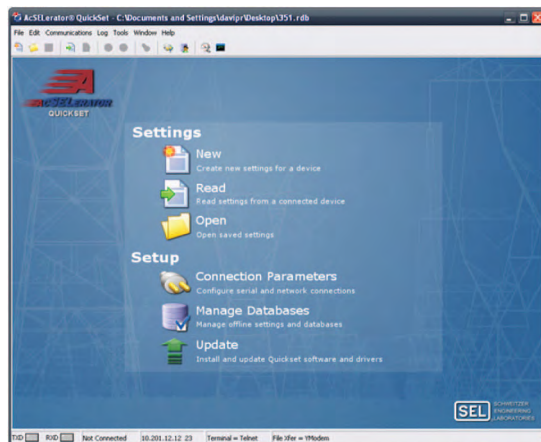 AcSELerator® QuickSet - C:\Documents and Settings\davipr\Desktop\351.rdb
File Edit Communications Log Tools Window Help
ACSELERATOR
QUICKSET
Settings
New
Create new settings for a device
Read
Read settings from a connected device
Open
Open saved settings
Setup
Connection Parameters
Configure serial and network connections
Manage Databases
Manage offline settings and databases
Update
Install and update Quickset software and drivers
SEL
SCHWEITZER
ENGINEERING
LABORATORIES
TXD RXD Not Connected 10.201.12.12 23 Terminal = Telnet File Xfer = YModem